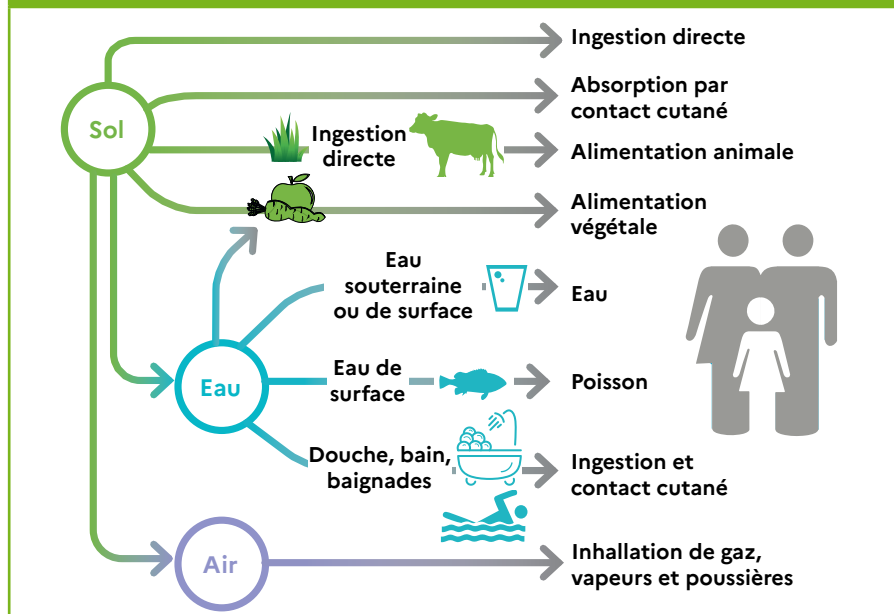 Ingestion directe
Absorption par
contact cutané
Sol
Ingestion
directe
Alimentation animale
Alimentation
végétale
Eau
souterraine
ou de surface
Eau
Eau
Eau de
surface
Poisson
Douche, bain,
baignades
Ingestion et
contact cutané
Air
Inhallation de gaz,
vapeurs et poussières